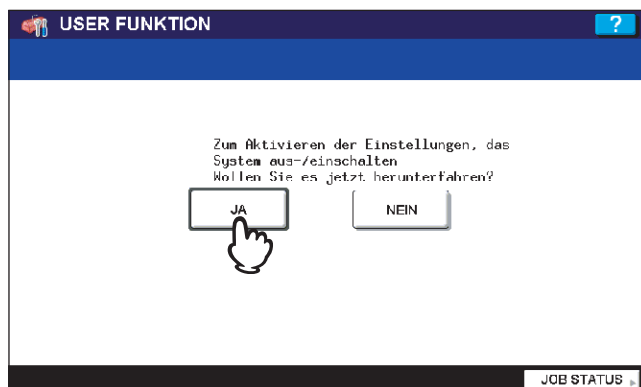 USER FUNKTION
?
Zum Aktivieren der Einstellungen, das
System aus-/einschalten
Wollen Sie es jetzt herunterfahren?
JA
NEIN
JOB STATUS